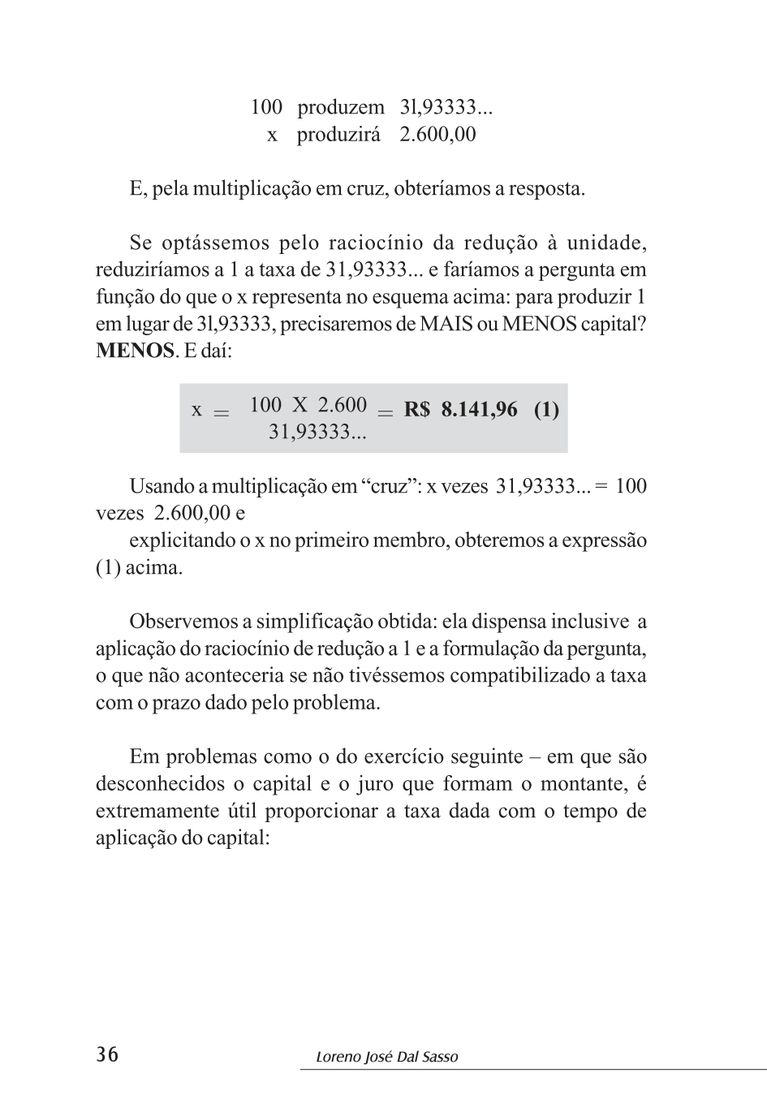 100 produzem 3l,93333...
x produzirá 2.600,00
E, pela multiplicação em cruz, obteríamos a resposta.
Se optássemos pelo raciocínio da redução à unidade,
reduziríamos a 1 a taxa de 31,93333... e faríamos a pergunta em
função do que o x representa no esquema acima: para produzir 1
em lugar de 3l,93333, precisaremos de MAIS ou MENOS capital?
MENOS. E daí:
x = 100 X 2.600 = R$ 8.141,96 (1)
31,93333...
Usando a multiplicação em “cruz”: x vezes 31,93333... = 100
vezes 2.600,00 e
explicitando o x no primeiro membro, obteremos a expressão
(1) acima.
Observemos a simplificação obtida: ela dispensa inclusive a
aplicação do raciocínio de redução a 1 e a formulação da pergunta,
o que não aconteceria se não tivéssemos compatibilizado a taxa
com o prazo dado pelo problema.
Em problemas como o do exercício seguinte – em que são
desconhecidos o capital e o juro que formam o montante, é
extremamente útil proporcionar a taxa dada com o tempo de
aplicação do capital:
36 Loreno José Dal Sasso